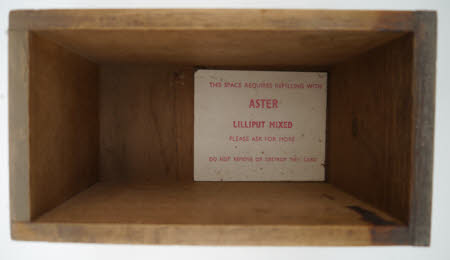 THIS SPACE REQUIRES REFILLING WITH
ASTER
LILLIPUT MIXED
PLEASE ASK FOR MORE
DO NOT REMOVE OR DESTROY THIS CARD